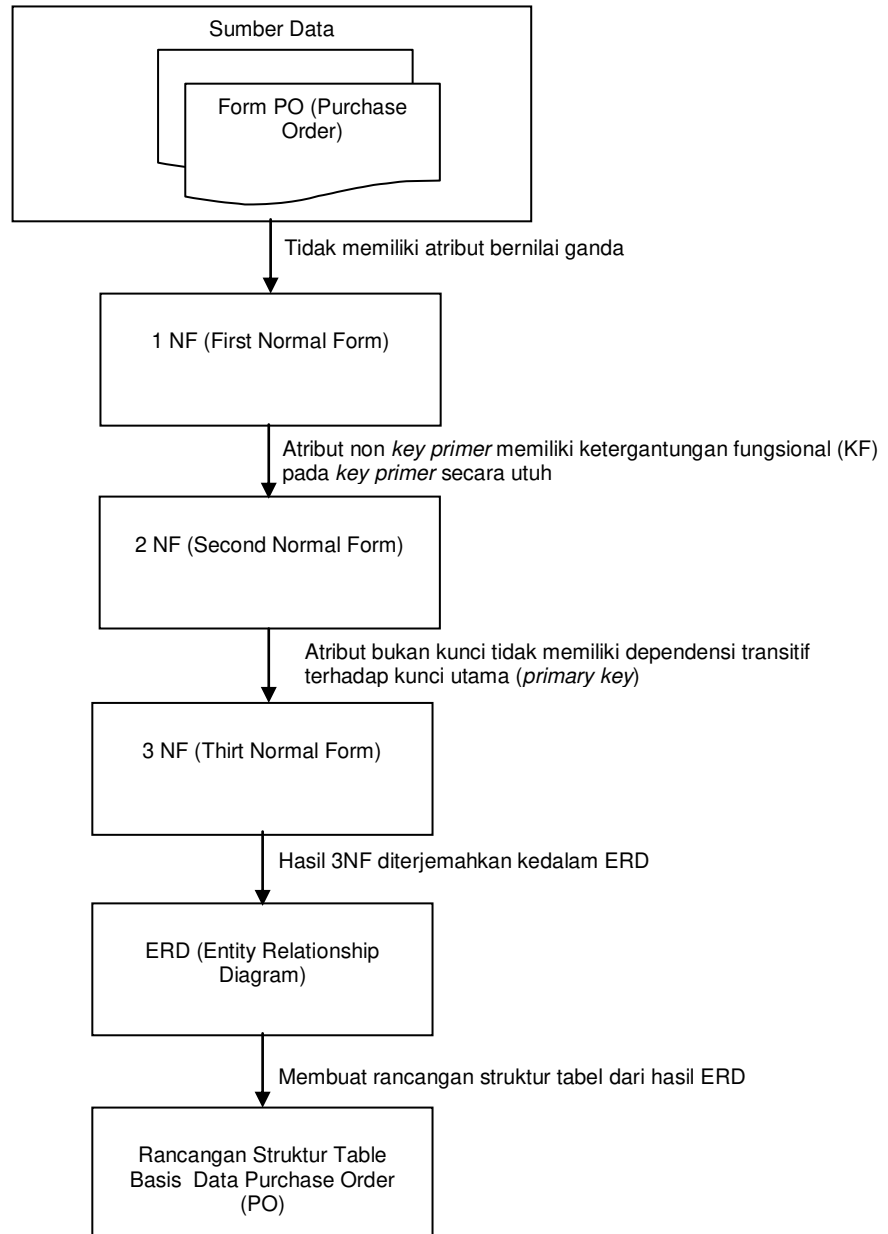 Sumber Data
Form PO (Purchase
Order)
Tidak memiliki atribut bernilai ganda
1 NF (First Normal Form)
Atribut non key primer memiliki ketergantungan fungsional (KF)
pada key primer secara utuh
2 NF (Second Normal Form)
Atribut bukan kunci tidak memiliki dependensi transitif
terhadap kunci utama (primary key)
3 NF (Thirt Normal Form)
Hasil 3NF diterjemahkan kedalam ERD
ERD (Entity Relationship
Diagram)
Membuat rancangan struktur tabel dari hasil ERD
Rancangan Struktur Table
Basis Data Purchase Order
(PO)